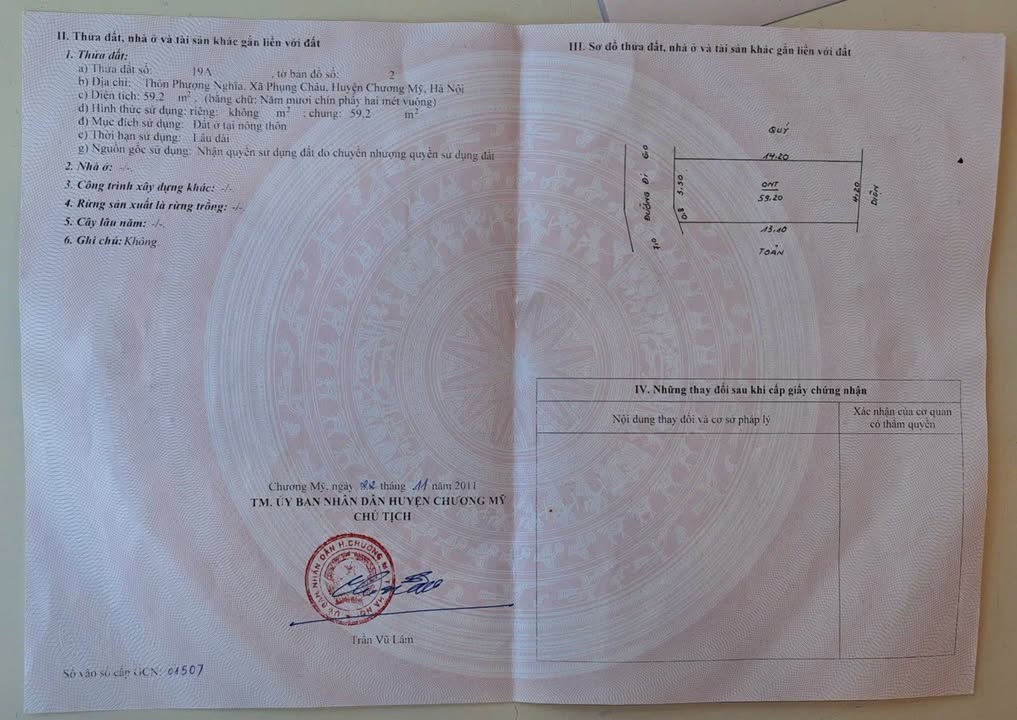 II. Thửa đất, nhà ở và tài sản khác gắn liền với đất
1. Thửa đất:
a) Thửa đất số: 19A , tờ bản đồ số: 2
b) Địa chỉ: Thôn Phượng Nghĩa, Xã Phụng Châu, Huyện Chương Mỹ, Hà Nội
c) Diện tích: 59.2 m², (bằng chữ: Năm mươi chín phẩy hai mét vuông)
d) Hình thức sử dụng: riêng: không m² ; chung: 59.2 m²
đ) Mục đích sử dụng: Đất ở tại nông thôn
e) Thời hạn sử dụng: Lâu dài
g) Nguồn gốc sử dụng: Nhận quyền sử dụng đất do chuyển nhượng quyền sử dụng đất
2. Nhà ở: -/-.
3. Công trình xây dựng khác: -/-
4. Rừng sản xuất là rừng trồng: -/-
5. Cây lâu năm: -/-.
6. Ghi chú: Không.
Chương Mỹ, ngày 22 tháng 11 năm 2011
TM. ỦY BAN NHÂN DÂN HUYỆN CHƯƠNG MỸ
CHỦ TỊCH
Trần Vũ Lâm
Số vào sổ cấp GCN: 01507
III. Sơ đồ thửa đất, nhà ở và tài sản khác gắn liền với đất
QUÝ
14.20
ĐƯỜNG ĐI
6.0
7.0
3.50
0.8
ONT
59.20
4.20
DIỄN
13.10
TOẢN
IV. Những thay đổi sau khi cấp giấy chứng nhận
Nội dung thay đổi và cơ sở pháp lý
Xác nhận của cơ quan
có thẩm quyền